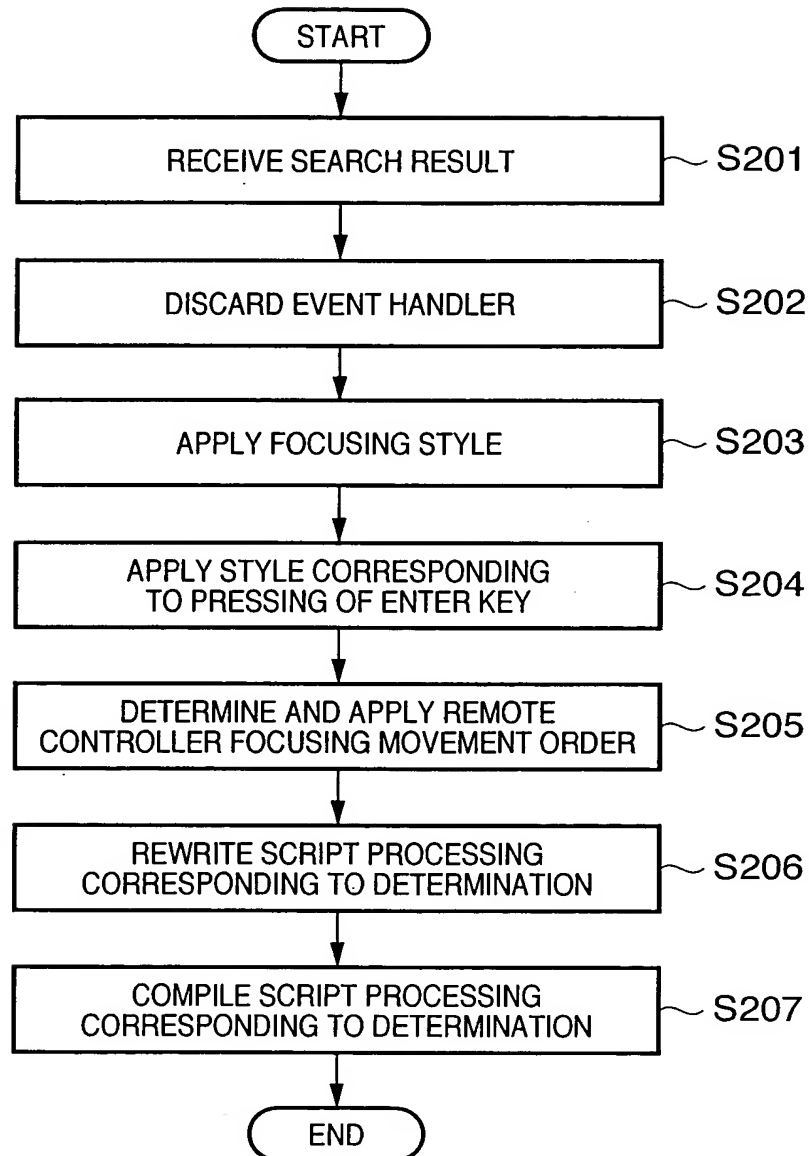 START
RECEIVE SEARCH RESULT
S201
DISCARD EVENT HANDLER
S202
APPLY FOCUSING STYLE
S203
APPLY STYLE CORRESPONDING
TO PRESSING OF ENTER KEY
S204
DETERMINE AND APPLY REMOTE
CONTROLLER FOCUSING MOVEMENT ORDER
S205
REWRITE SCRIPT PROCESSING
CORRESPONDING TO DETERMINATION
S206
COMPILE SCRIPT PROCESSING
CORRESPONDING TO DETERMINATION
S207
END